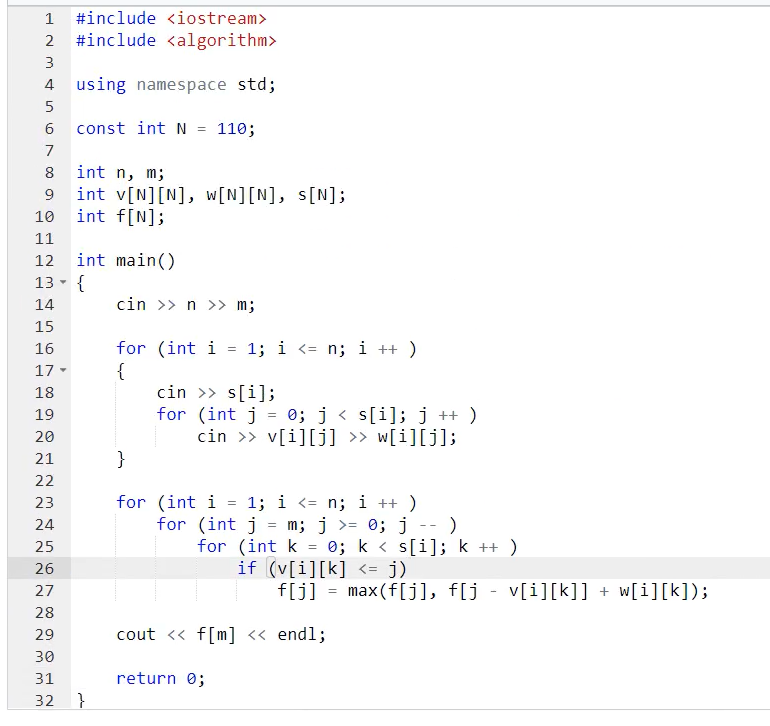 1 #include <iostream>
2 #include <algorithm>
3
4 using namespace std;
5
6 const int N = 110;
7
8 int n, m;
9 int v[N][N], w[N][N], s[N];
10 int f[N];
11
12 int main()
13 {
14     cin >> n >> m;
15
16     for (int i = 1; i <= n; i ++ )
17     {
18         cin >> s[i];
19         for (int j = 0; j < s[i]; j ++ )
20             cin >> v[i][j] >> w[i][j];
21     }
22
23     for (int i = 1; i <= n; i ++ )
24         for (int j = m; j >= 0; j -- )
25             for (int k = 0; k < s[i]; k ++ )
26                 if (v[i][k] <= j)
27                     f[j] = max(f[j], f[j - v[i][k]] + w[i][k]);
28
29     cout << f[m] << endl;
30
31     return 0;
32 }